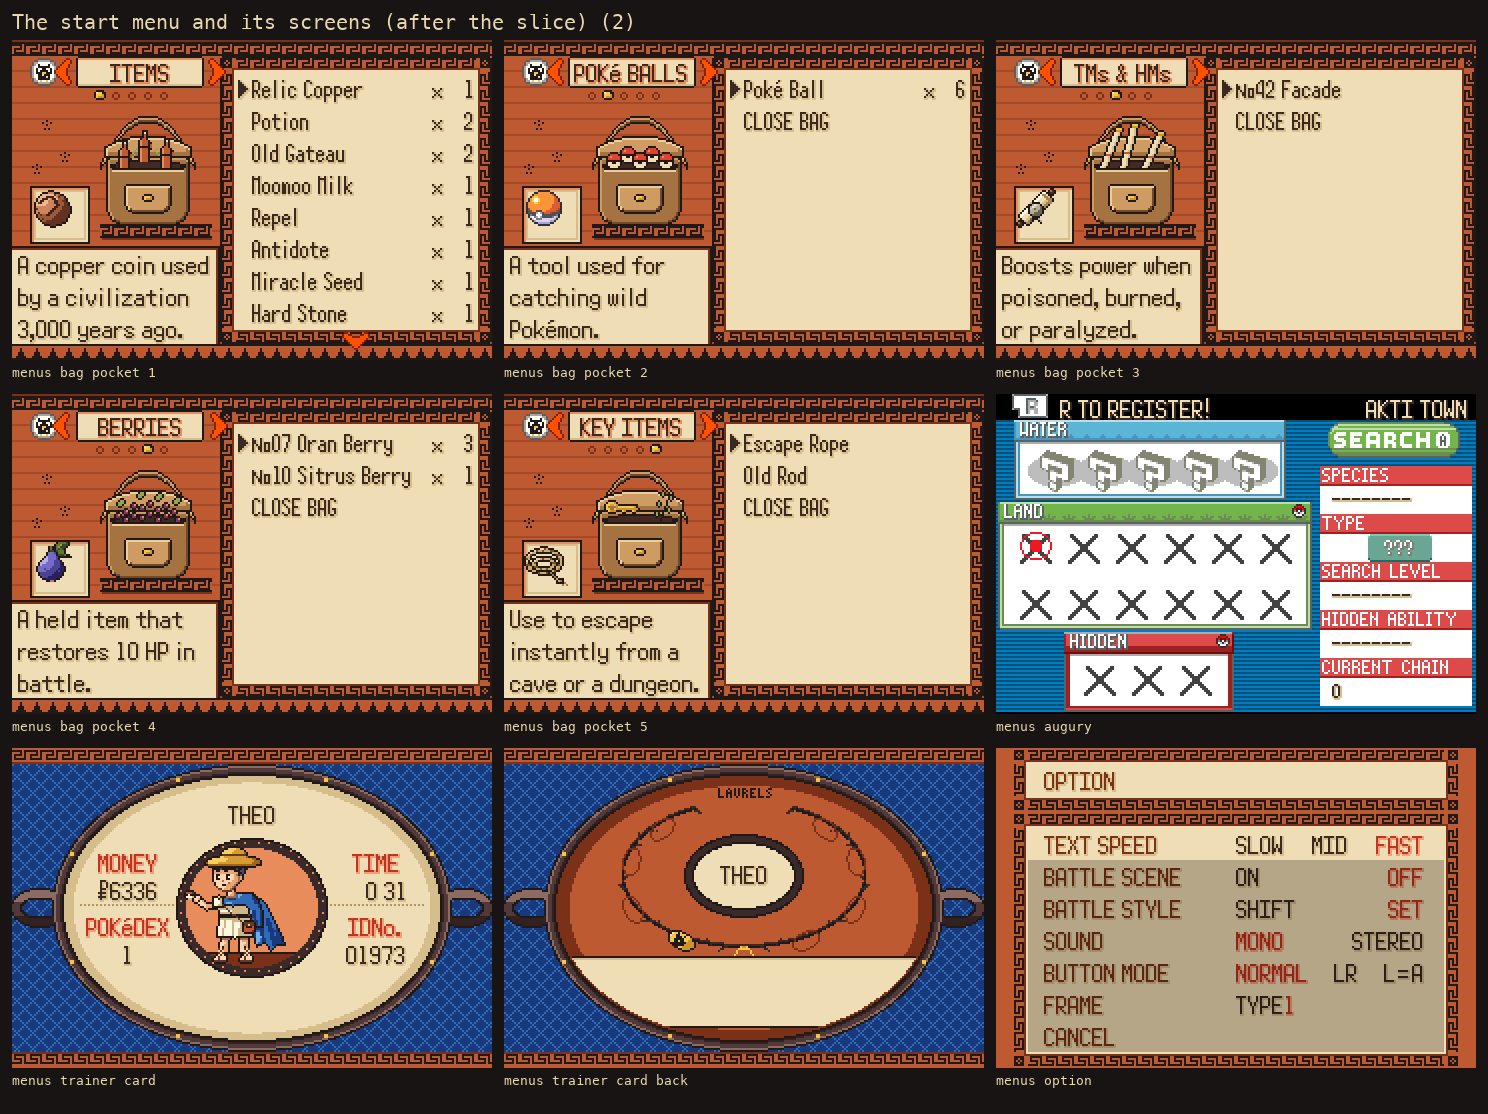 The start menu and its screens (after the slice) (2)
ITEMS
Relic Copper × 1
Potion × 2
Old Gateau × 2
Moomoo Milk × 1
Repel × 1
Antidote × 1
Miracle Seed × 1
Hard Stone × 1
A copper coin used
by a civilization
3,000 years ago.
menus bag pocket 1
POKé BALLS
Poké Ball × 6
CLOSE BAG
A tool used for
catching wild
Pokémon.
menus bag pocket 2
TMs & HMs
No42 Facade
CLOSE BAG
Boosts power when
poisoned, burned,
or paralyzed.
menus bag pocket 3
BERRIES
No07 Oran Berry × 3
No10 Sitrus Berry × 1
CLOSE BAG
A held item that
restores 10 HP in
battle.
menus bag pocket 4
KEY ITEMS
Escape Rope
Old Rod
CLOSE BAG
Use to escape
instantly from a
cave or a dungeon.
menus bag pocket 5
R R TO REGISTER! AKTI TOWN
WATER
SEARCH
LAND
HIDDEN
SPECIES
--------
TYPE
???
SEARCH LEVEL
--------
HIDDEN ABILITY
--------
CURRENT CHAIN
0
menus augury
THEO
MONEY
₽6336
POKéDEX
1
TIME
0 31
IDNo.
01973
menus trainer card
LAURELS
THEO
menus trainer card back
OPTION
TEXT SPEED SLOW MID FAST
BATTLE SCENE ON OFF
BATTLE STYLE SHIFT SET
SOUND MONO STEREO
BUTTON MODE NORMAL LR L=A
FRAME TYPE1
CANCEL
menus option